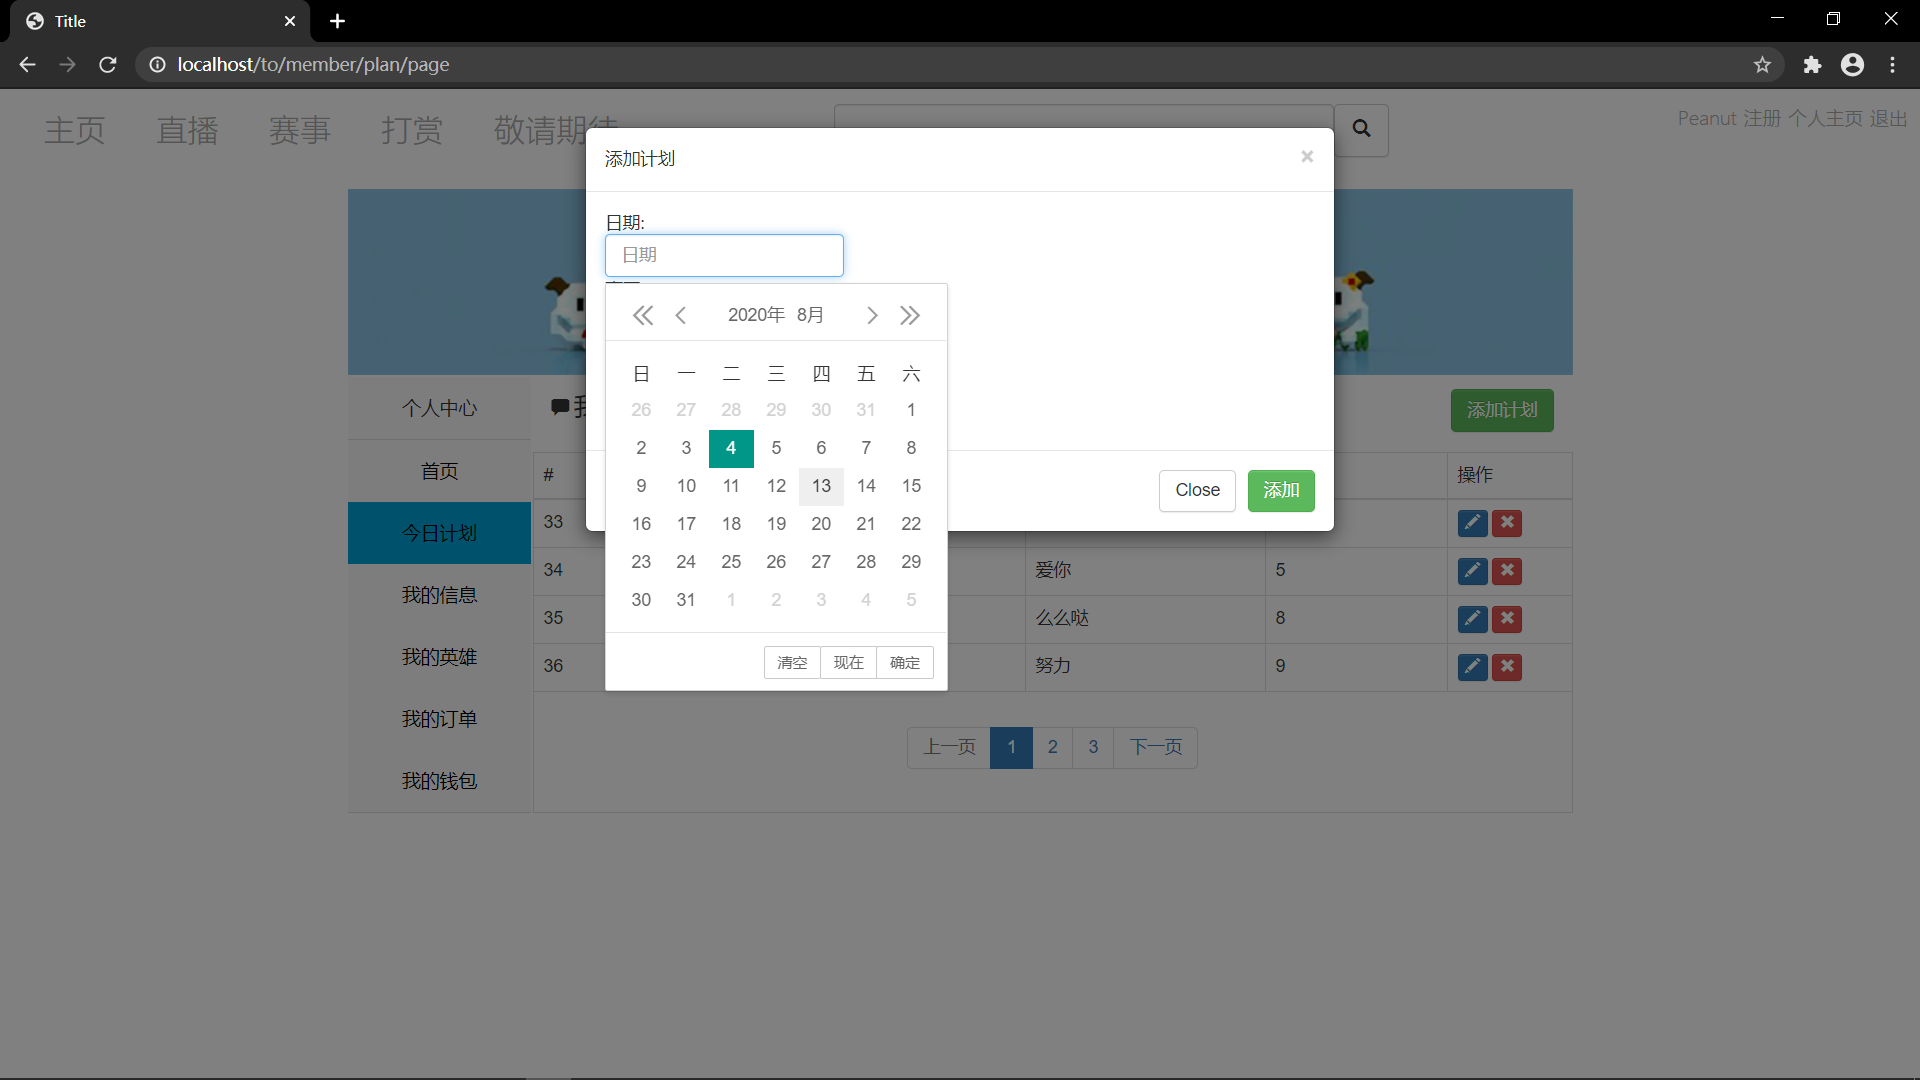 Title
localhost/to/member/plan/page
主页 直播 赛事 打赏 敬请期待
Peanut 注册 个人主页 退出
添加计划
×
日期:
日期
2020年 8月
日 一 二 三 四 五 六
26 27 28 29 30 31 1
2 3 4 5 6 7 8
9 10 11 12 13 14 15
16 17 18 19 20 21 22
23 24 25 26 27 28 29
30 31 1 2 3 4 5
清空 现在 确定
Close 添加
个人中心
首页
今日计划
我的信息
我的英雄
我的订单
我的钱包
我
添加计划
# 操作
33
34 爱你 5
35 么么哒 8
36 努力 9
上一页 1 2 3 下一页